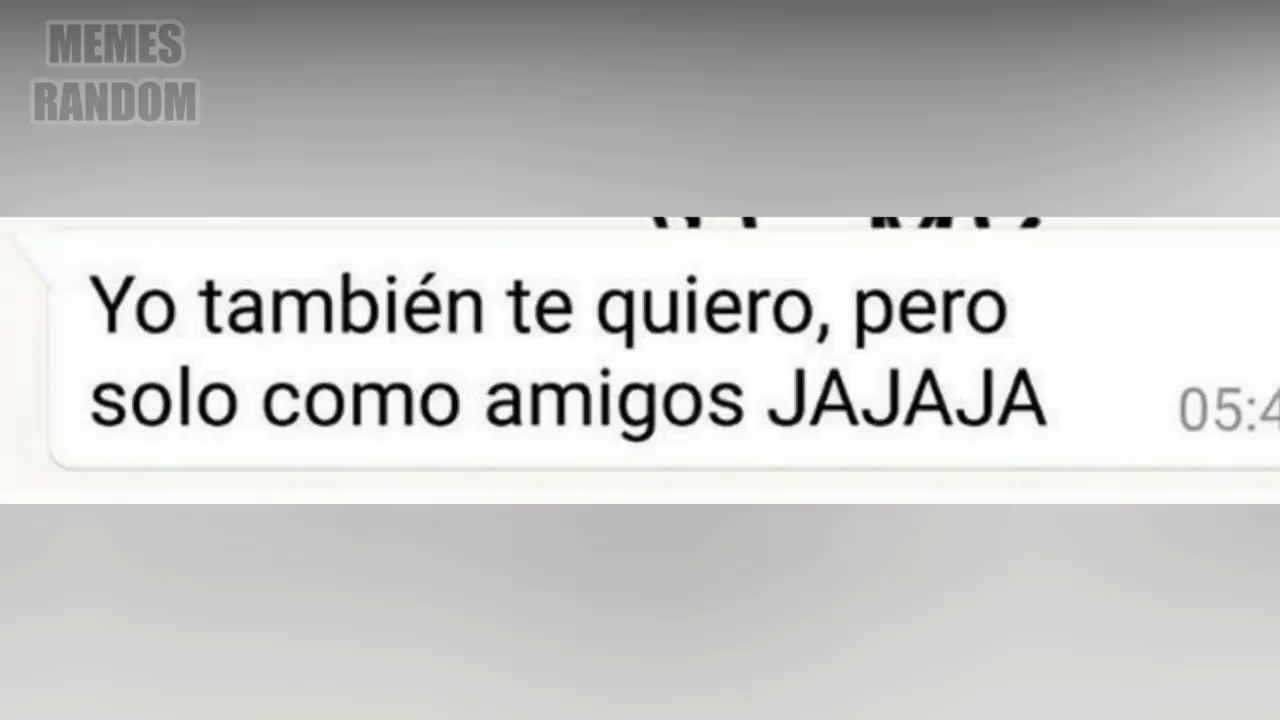 MEMES
RANDOM
Yo también te quiero, pero
solo como amigos JAJAJA